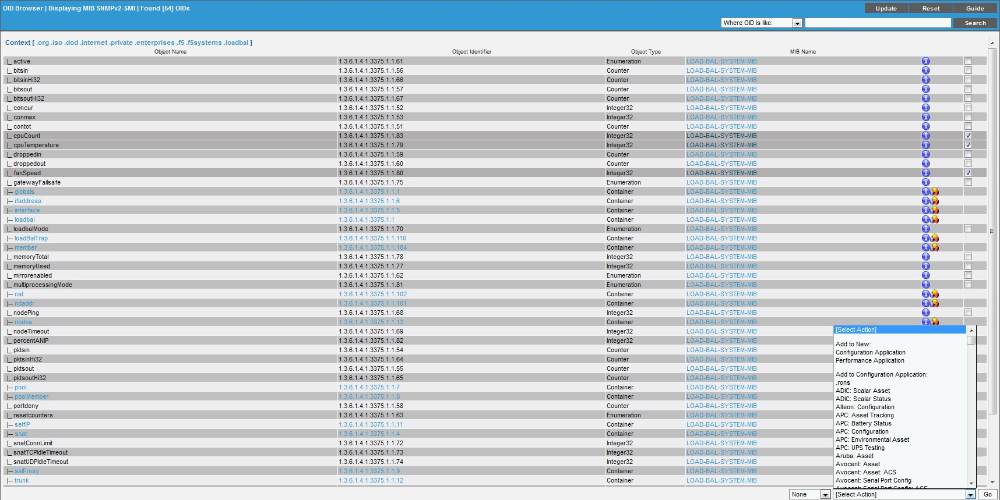 OID Browser | Displaying MIB SNMPv2-SMI | Found [54] OIDs
Update Reset Guide
Where OID is like: Search
Context [ .org .iso .dod .internet .private .enterprises .f5 .f5systems .loadbal ]
Object Name Object Identifier Object Type MIB Name
|_ active 1.3.6.1.4.1.3375.1.1.61 Enumeration LOAD-BAL-SYSTEM-MIB
|_ bitsin 1.3.6.1.4.1.3375.1.1.56 Counter LOAD-BAL-SYSTEM-MIB
|_ bitsinHi32 1.3.6.1.4.1.3375.1.1.66 Counter LOAD-BAL-SYSTEM-MIB
|_ bitsout 1.3.6.1.4.1.3375.1.1.57 Counter LOAD-BAL-SYSTEM-MIB
|_ bitsoutHi32 1.3.6.1.4.1.3375.1.1.67 Counter LOAD-BAL-SYSTEM-MIB
|_ concur 1.3.6.1.4.1.3375.1.1.52 Integer32 LOAD-BAL-SYSTEM-MIB
|_ conmax 1.3.6.1.4.1.3375.1.1.53 Integer32 LOAD-BAL-SYSTEM-MIB
|_ contot 1.3.6.1.4.1.3375.1.1.51 Counter LOAD-BAL-SYSTEM-MIB
|_ cpuCount 1.3.6.1.4.1.3375.1.1.83 Integer32 LOAD-BAL-SYSTEM-MIB
|_ cpuTemperature 1.3.6.1.4.1.3375.1.1.79 Integer32 LOAD-BAL-SYSTEM-MIB
|_ droppedin 1.3.6.1.4.1.3375.1.1.59 Counter LOAD-BAL-SYSTEM-MIB
|_ droppedout 1.3.6.1.4.1.3375.1.1.60 Counter LOAD-BAL-SYSTEM-MIB
|_ fanSpeed 1.3.6.1.4.1.3375.1.1.80 Integer32 LOAD-BAL-SYSTEM-MIB
|_ gatewayFailsafe 1.3.6.1.4.1.3375.1.1.75 Enumeration LOAD-BAL-SYSTEM-MIB
|-- globals 1.3.6.1.4.1.3375.1.1.1 Container LOAD-BAL-SYSTEM-MIB
|-- ifaddress 1.3.6.1.4.1.3375.1.1.6 Container LOAD-BAL-SYSTEM-MIB
|-- interface 1.3.6.1.4.1.3375.1.1.5 Container LOAD-BAL-SYSTEM-MIB
|-- loadbal 1.3.6.1.4.1.3375.1.1 Container LOAD-BAL-SYSTEM-MIB
|_ loadbalMode 1.3.6.1.4.1.3375.1.1.70 Enumeration LOAD-BAL-SYSTEM-MIB
|-- loadBalTrap 1.3.6.1.4.1.3375.1.1.110 Container LOAD-BAL-SYSTEM-MIB
|-- member 1.3.6.1.4.1.3375.1.1.104 Container LOAD-BAL-SYSTEM-MIB
|_ memoryTotal 1.3.6.1.4.1.3375.1.1.78 Integer32 LOAD-BAL-SYSTEM-MIB
|_ memoryUsed 1.3.6.1.4.1.3375.1.1.77 Integer32 LOAD-BAL-SYSTEM-MIB
|_ mirrorenabled 1.3.6.1.4.1.3375.1.1.62 Enumeration LOAD-BAL-SYSTEM-MIB
|_ multiprocessingMode 1.3.6.1.4.1.3375.1.1.81 Enumeration LOAD-BAL-SYSTEM-MIB
|-- nat 1.3.6.1.4.1.3375.1.1.102 Container LOAD-BAL-SYSTEM-MIB
|-- ndaddr 1.3.6.1.4.1.3375.1.1.101 Container LOAD-BAL-SYSTEM-MIB
|_ nodePing 1.3.6.1.4.1.3375.1.1.68 Integer32 LOAD-BAL-SYSTEM-MIB
|-- nodes 1.3.6.1.4.1.3375.1.1.13 Container LOAD-BAL-SYSTEM-MIB
|_ nodeTimeout 1.3.6.1.4.1.3375.1.1.69 Integer32 LOAD-BAL-SYSTEM-MIB
|_ percentANIP 1.3.6.1.4.1.3375.1.1.82 Integer32 LOAD-BAL-SYSTEM-MIB
|_ pktsin 1.3.6.1.4.1.3375.1.1.54 Counter LOAD-BAL-SYSTEM-MIB
|_ pktsinHi32 1.3.6.1.4.1.3375.1.1.64 Counter LOAD-BAL-SYSTEM-MIB
|_ pktsout 1.3.6.1.4.1.3375.1.1.55 Counter LOAD-BAL-SYSTEM-MIB
|_ pktsoutHi32 1.3.6.1.4.1.3375.1.1.65 Counter LOAD-BAL-SYSTEM-MIB
|-- pool 1.3.6.1.4.1.3375.1.1.7 Container LOAD-BAL-SYSTEM-MIB
|-- poolMember 1.3.6.1.4.1.3375.1.1.8 Container LOAD-BAL-SYSTEM-MIB
|_ portdeny 1.3.6.1.4.1.3375.1.1.58 Counter LOAD-BAL-SYSTEM-MIB
|_ resetcounters 1.3.6.1.4.1.3375.1.1.63 Enumeration LOAD-BAL-SYSTEM-MIB
|-- selfIP 1.3.6.1.4.1.3375.1.1.11 Container LOAD-BAL-SYSTEM-MIB
|-- snat 1.3.6.1.4.1.3375.1.1.4 Container LOAD-BAL-SYSTEM-MIB
|_ snatConnLimit 1.3.6.1.4.1.3375.1.1.72 Integer32 LOAD-BAL-SYSTEM-MIB
|_ snatTCPIdleTimeout 1.3.6.1.4.1.3375.1.1.73 Integer32 LOAD-BAL-SYSTEM-MIB
|_ snatUDPIdleTimeout 1.3.6.1.4.1.3375.1.1.74 Integer32 LOAD-BAL-SYSTEM-MIB
|-- sslProxy 1.3.6.1.4.1.3375.1.1.9 Container LOAD-BAL-SYSTEM-MIB
|-- trunk 1.3.6.1.4.1.3375.1.1.12 Container LOAD-BAL-SYSTEM-MIB
[Select Action]
Add to New:
Configuration Application
Performance Application
Add to Configuration Application:
.rons
ADIC: Scalar Asset
ADIC: Scalar Status
Alteon: Configuration
APC: Asset Tracking
APC: Battery Status
APC: Configuration
APC: Environmental Asset
APC: UPS Testing
Aruba: Asset
Avocent: Asset
Avocent: Asset: ACS
Avocent: Serial Port Config
Avocent: Serial Port Config: ACS
None [Select Action] Go